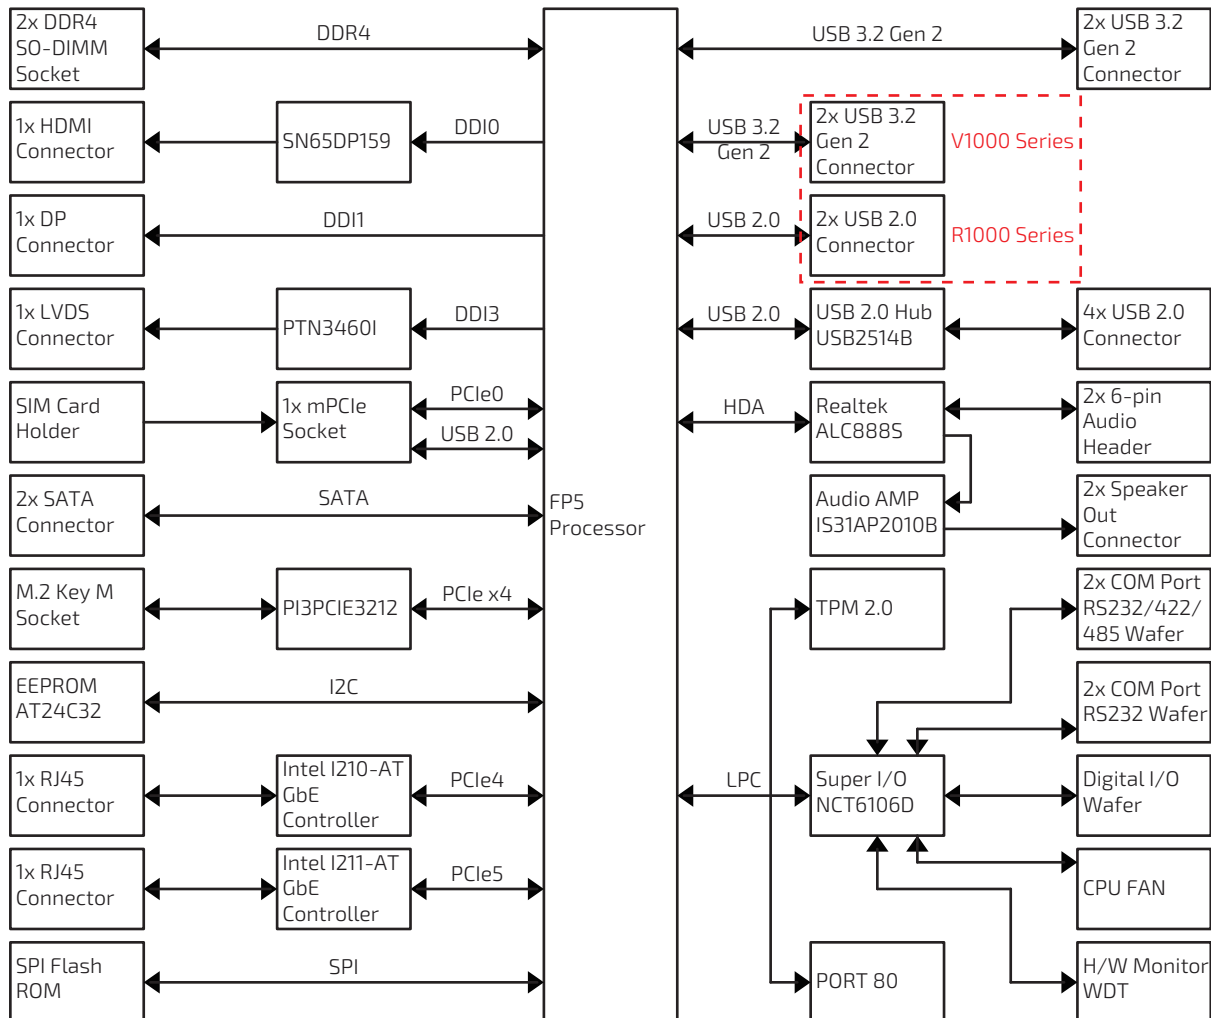 2x DDR4
SO-DIMM
Socket
DDR4
USB 3.2 Gen 2
2x USB 3.2
Gen 2
Connector
1x HDMI
Connector
SN65DP159
DDI0
USB 3.2
Gen 2
2x USB 3.2
Gen 2
Connector
V1000 Series
1x DP
Connector
DDI1
USB 2.0
2x USB 2.0
Connector
R1000 Series
1x LVDS
Connector
PTN3460I
DDI3
USB 2.0
USB 2.0 Hub
USB2514B
4x USB 2.0
Connector
SIM Card
Holder
1x mPCIe
Socket
PCIe0
USB 2.0
HDA
Realtek
ALC888S
2x 6-pin
Audio
Header
2x SATA
Connector
SATA
FP5
Processor
Audio AMP
IS31AP2010B
2x Speaker
Out
Connector
M.2 Key M
Socket
PI3PCIE3212
PCIe x4
TPM 2.0
2x COM Port
RS232/422/
485 Wafer
EEPROM
AT24C32
I2C
2x COM Port
RS232 Wafer
1x RJ45
Connector
Intel I210-AT
GbE
Controller
PCIe4
LPC
Super I/O
NCT6106D
Digital I/O
Wafer
1x RJ45
Connector
Intel I211-AT
GbE
Controller
PCIe5
CPU FAN
SPI Flash
ROM
SPI
PORT 80
H/W Monitor
WDT